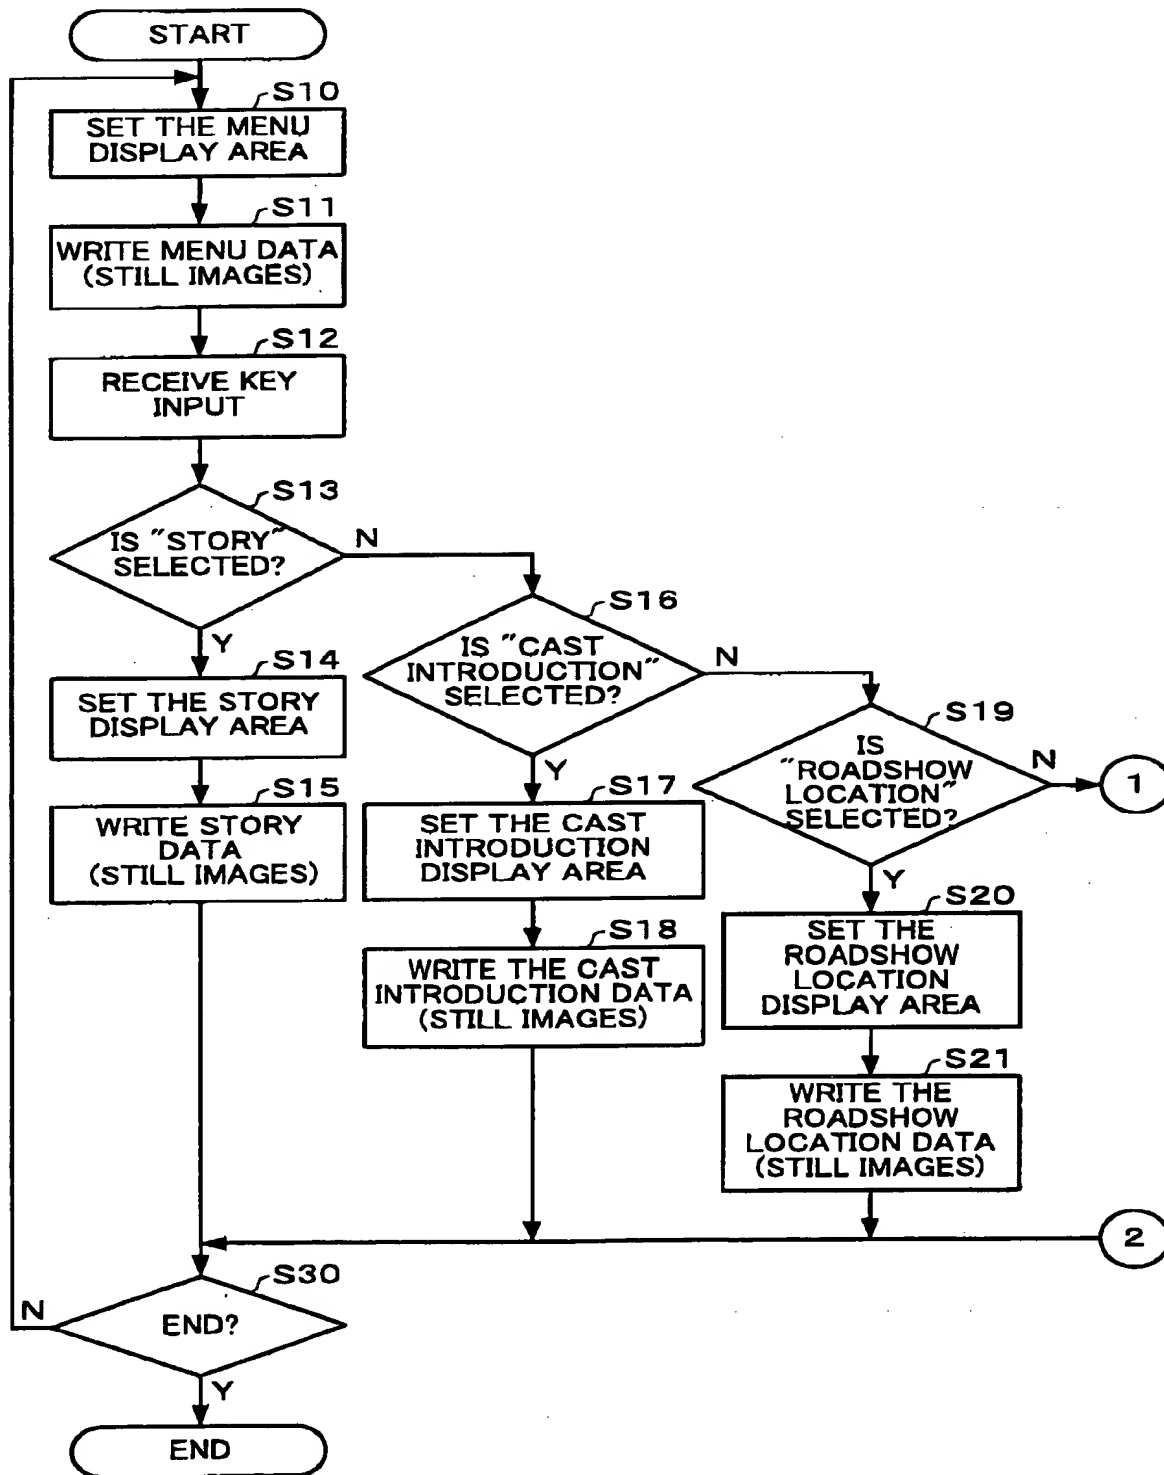 START
S10
SET THE MENU
DISPLAY AREA
S11
WRITE MENU DATA
(STILL IMAGES)
S12
RECEIVE KEY
INPUT
S13
IS "STORY"
SELECTED?
N
Y
S14
SET THE STORY
DISPLAY AREA
S15
WRITE STORY
DATA
(STILL IMAGES)
S16
IS "CAST
INTRODUCTION"
SELECTED?
N
Y
S17
SET THE CAST
INTRODUCTION
DISPLAY AREA
S18
WRITE THE CAST
INTRODUCTION DATA
(STILL IMAGES)
S19
IS
"ROADSHOW
LOCATION"
SELECTED?
N
1
Y
S20
SET THE
ROADSHOW
LOCATION
DISPLAY AREA
S21
WRITE THE
ROADSHOW
LOCATION DATA
(STILL IMAGES)
2
S30
END?
N
Y
END